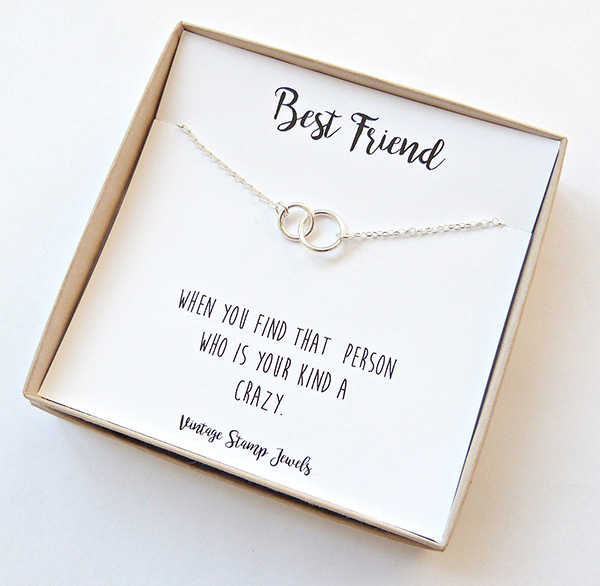 Best Friend
WHEN YOU FIND THAT PERSON
WHO IS YOUR KIND A
CRAZY.
Vintage Stamp Jewels